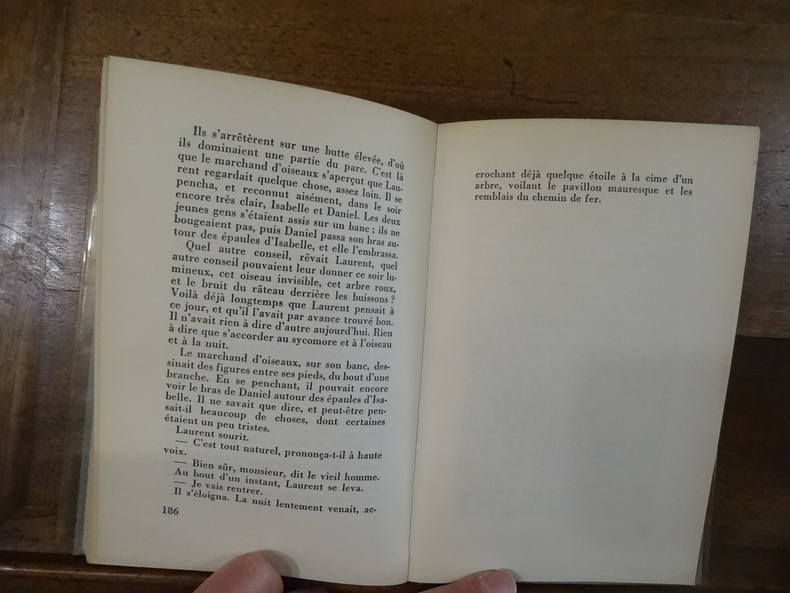 Ils s'arrêtèrent sur une butte élevée, d'où
ils dominaient une partie du parc. C'est là
que le marchand d'oiseaux s'aperçut que Lau-
rent regardait quelque chose, assez loin. Il se
pencha, et reconnut aisément, dans le soir
encore très clair, Isabelle et Daniel. Les deux
jeunes gens s'étaient assis sur un banc ; ils ne
bougeaient pas, puis Daniel passa son bras au-
tour des épaules d'Isabelle, et elle l'embrassa.
Quel autre conseil, rêvait Laurent, quel
autre conseil pouvaient leur donner ce soir lu-
mineux, cet oiseau invisible, cet arbre roux,
et le bruit du râteau derrière les buissons ?
Voilà déjà longtemps que Laurent pensait à
ce jour, et qu'il l'avait par avance trouvé bon.
Il n'avait rien à dire d'autre aujourd'hui. Rien
à dire que s'accorder au sycomore et à l'oiseau
et à la nuit.
Le marchand d'oiseaux, sur son banc, des-
sinait des figures entre ses pieds, du bout d'une
branche. En se penchant, il pouvait encore
voir le bras de Daniel autour des épaules d'Isa-
belle. Il ne savait que dire, et peut-être pen-
sait-il beaucoup de choses, dont certaines
étaient un peu tristes.
Laurent sourit.
— C'est tout naturel, prononça-t-il à haute
voix.
— Bien sûr, monsieur, dit le vieil homme.
Au bout d'un instant, Laurent se leva.
— Je vais rentrer.
Il s'éloigna. La nuit lentement venait, ac-
186
crochant déjà quelque étoile à la cime d'un
arbre, voilant le pavillon mauresque et les
remblais du chemin de fer.